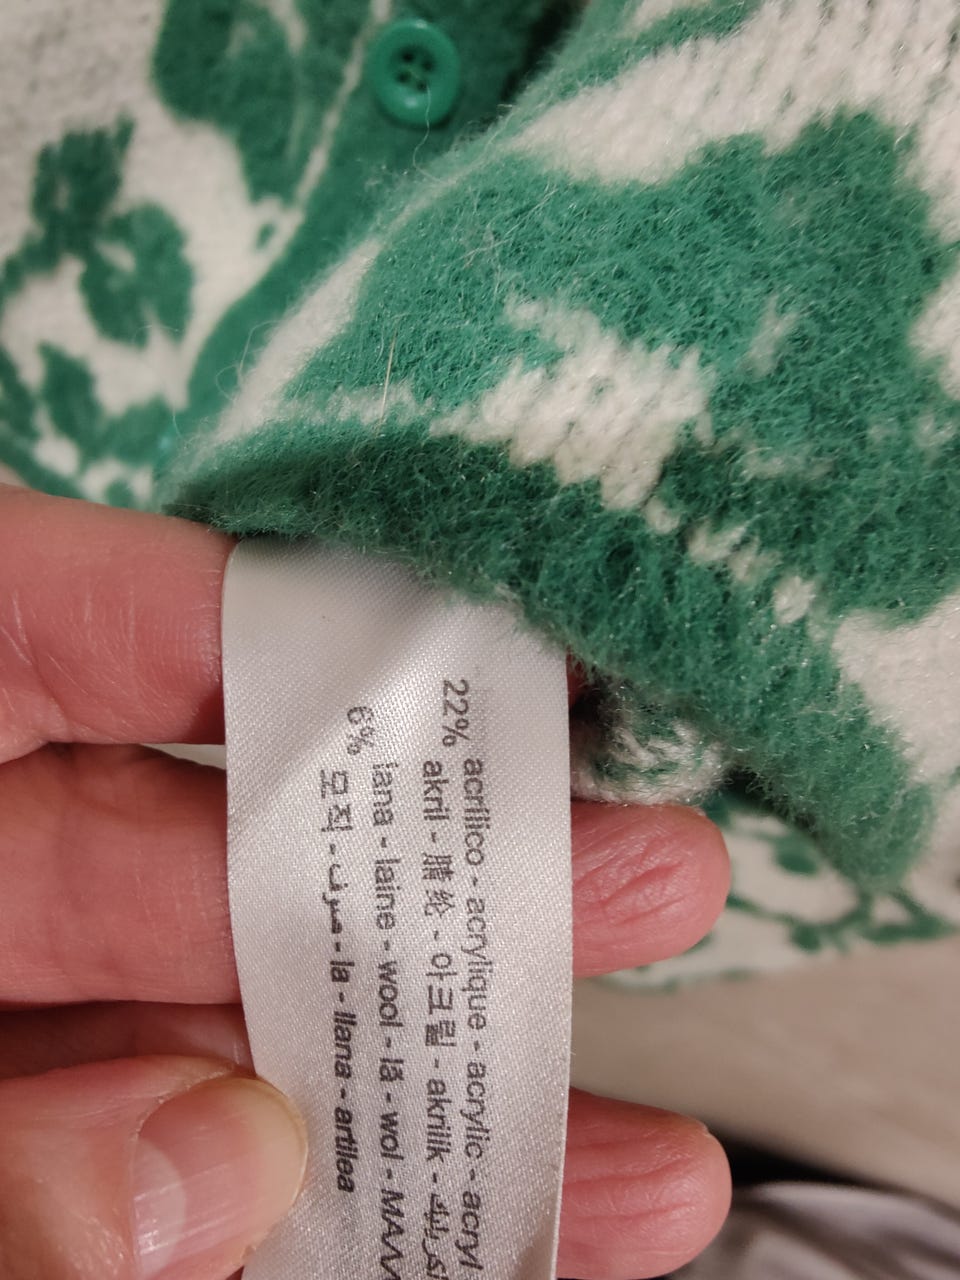 22% acrilico - acrylique - acrylic - acryl
akril - 腈纶 - 아크릴 - akrilik - اكريليك
6% lana - laine - wool - lã - wol -
모직 - صوف - la - llana - artilea